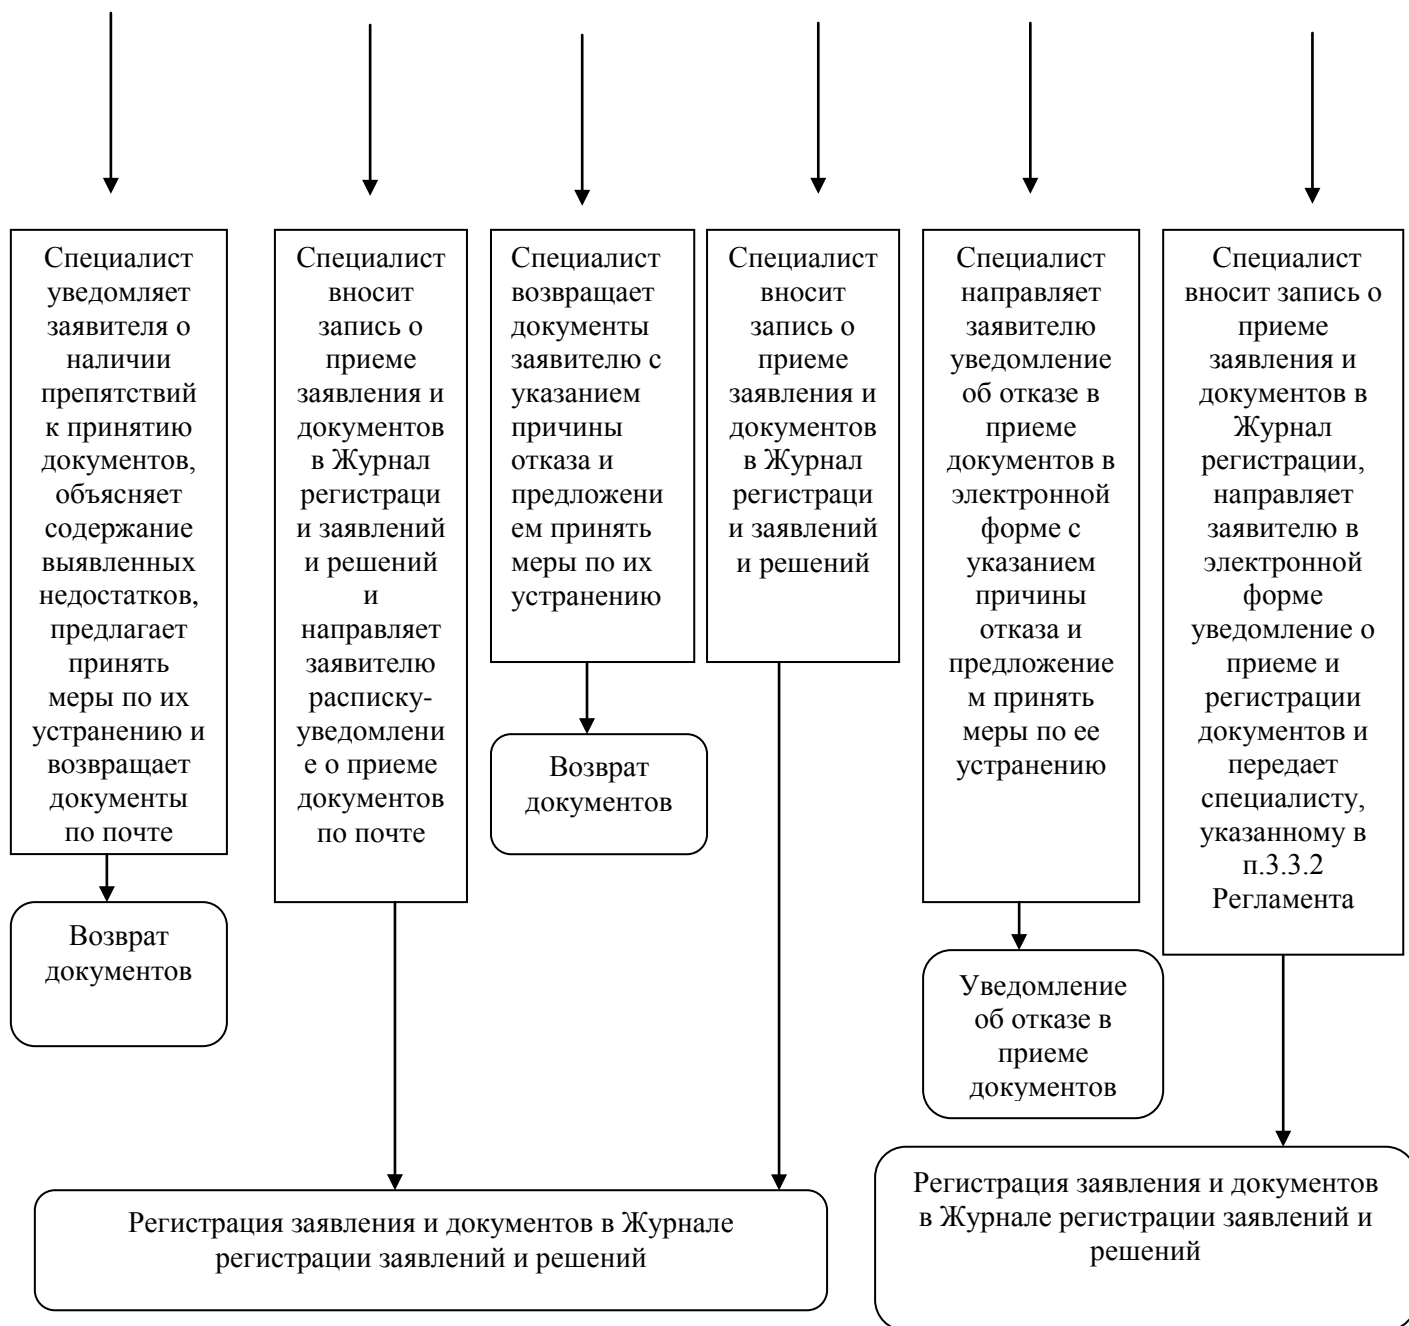 Специалист
уведомляет
заявителя о
наличии
препятствий
к принятию
документов,
объясняет
содержание
выявленных
недостатков,
предлагает
принять
меры по их
устранению и
возвращает
документы
по почте
Специалист
вносит
запись о
приеме
заявления и
документов
в Журнал
регистраци
и заявлений
и решений
и
направляет
заявителю
расписку-
уведомлени
е о приеме
документов
по почте
Специалист
возвращает
документы
заявителю с
указанием
причины
отказа и
предложени
ем принять
меры по их
устранению
Специалист
вносит
запись о
приеме
заявления и
документов
в Журнал
регистраци
и заявлений
и решений
Специалист
направляет
заявителю
уведомление
об отказе в
приеме
документов в
электронной
форме с
указанием
причины
отказа и
предложение
м принять
меры по ее
устранению
Специалист
вносит запись о
приеме
заявления и
документов в
Журнал
регистрации,
направляет
заявителю в
электронной
форме
уведомление о
приеме и
регистрации
документов и
передает
специалисту,
указанному в
п.3.3.2
Регламента
Возврат
документов
Возврат
документов
Уведомление
об отказе в
приеме
документов
Регистрация заявления и документов в Журнале
регистрации заявлений и решений
Регистрация заявления и документов
в Журнале регистрации заявлений и
решений